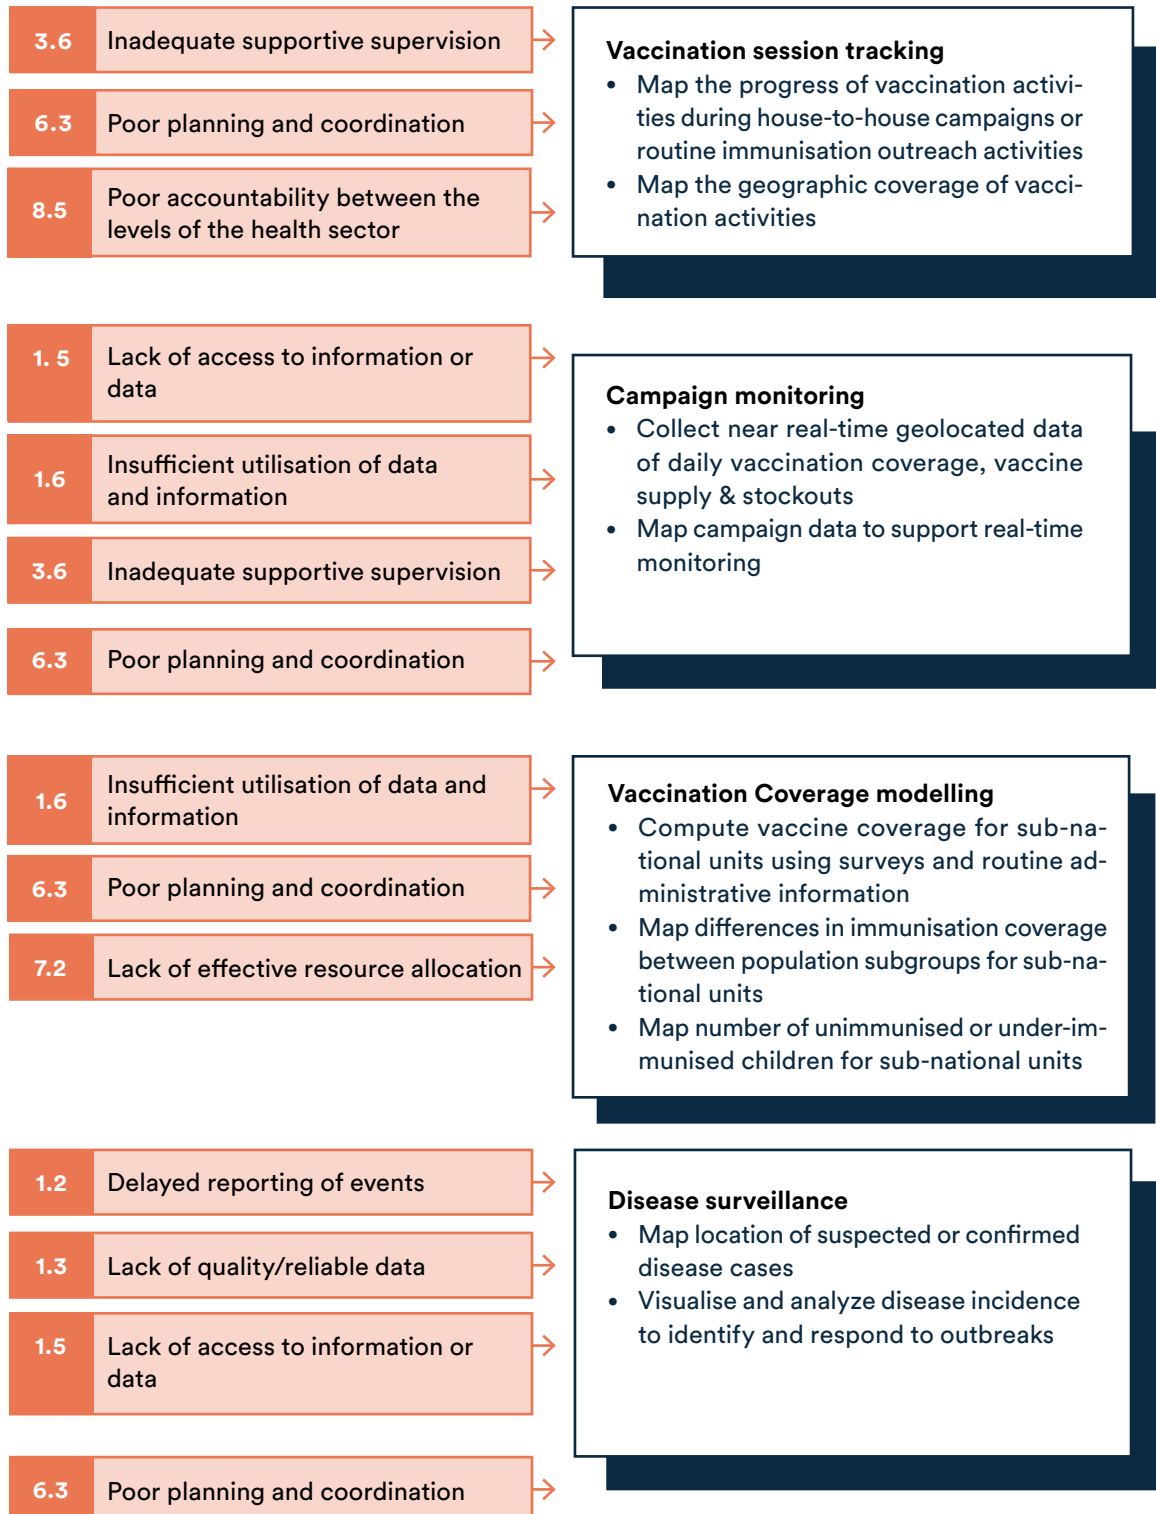 3.6 Inadequate supportive supervision
6.3 Poor planning and coordination
8.5 Poor accountability between the
levels of the health sector
Vaccination session tracking
• Map the progress of vaccination activi-
ties during house-to-house campaigns or
routine immunisation outreach activities
• Map the geographic coverage of vacci-
nation activities
1. 5 Lack of access to information or
data
1.6 Insufficient utilisation of data
and information
3.6 Inadequate supportive supervision
6.3 Poor planning and coordination
Campaign monitoring
• Collect near real-time geolocated data
of daily vaccination coverage, vaccine
supply & stockouts
• Map campaign data to support real-time
monitoring
1.6 Insufficient utilisation of data and
information
6.3 Poor planning and coordination
7.2 Lack of effective resource allocation
Vaccination Coverage modelling
• Compute vaccine coverage for sub-na-
tional units using surveys and routine ad-
ministrative information
• Map differences in immunisation coverage
between population subgroups for sub-na-
tional units
• Map number of unimmunised or under-im-
munised children for sub-national units
1.2 Delayed reporting of events
1.3 Lack of quality/reliable data
1.5 Lack of access to information or
data
6.3 Poor planning and coordination
Disease surveillance
• Map location of suspected or confirmed
disease cases
• Visualise and analyze disease incidence
to identify and respond to outbreaks